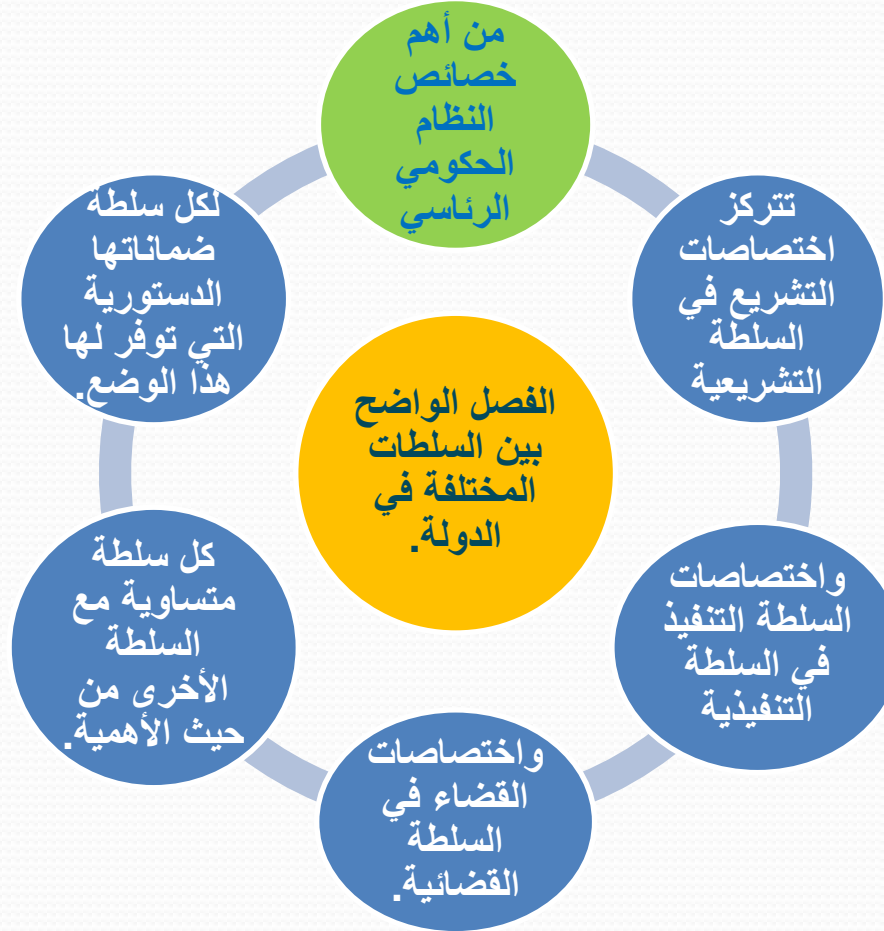 من أهم
خصائص
النظام
الحكومي
الرئاسي
تتركز
اختصاصات
التشريع في
السلطة
التشريعية
واختصاصات
السلطة التنفيذ
في السلطة
التنفيذية
واختصاصات
القضاء في
السلطة
القضائية.
كل سلطة
متساوية مع
السلطة
الأخرى من
حيث الأهمية.
لكل سلطة
ضماناتها
الدستورية
التي توفر لها
هذا الوضع.
الفصل الواضح
بين السلطات
المختلفة في
الدولة.